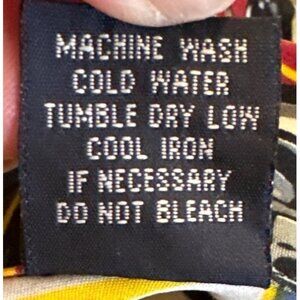 MACHINE WASH
COLD WATER
TUMBLE DRY LOW
COOL IRON
IF NECESSARY
DO NOT BLEACH